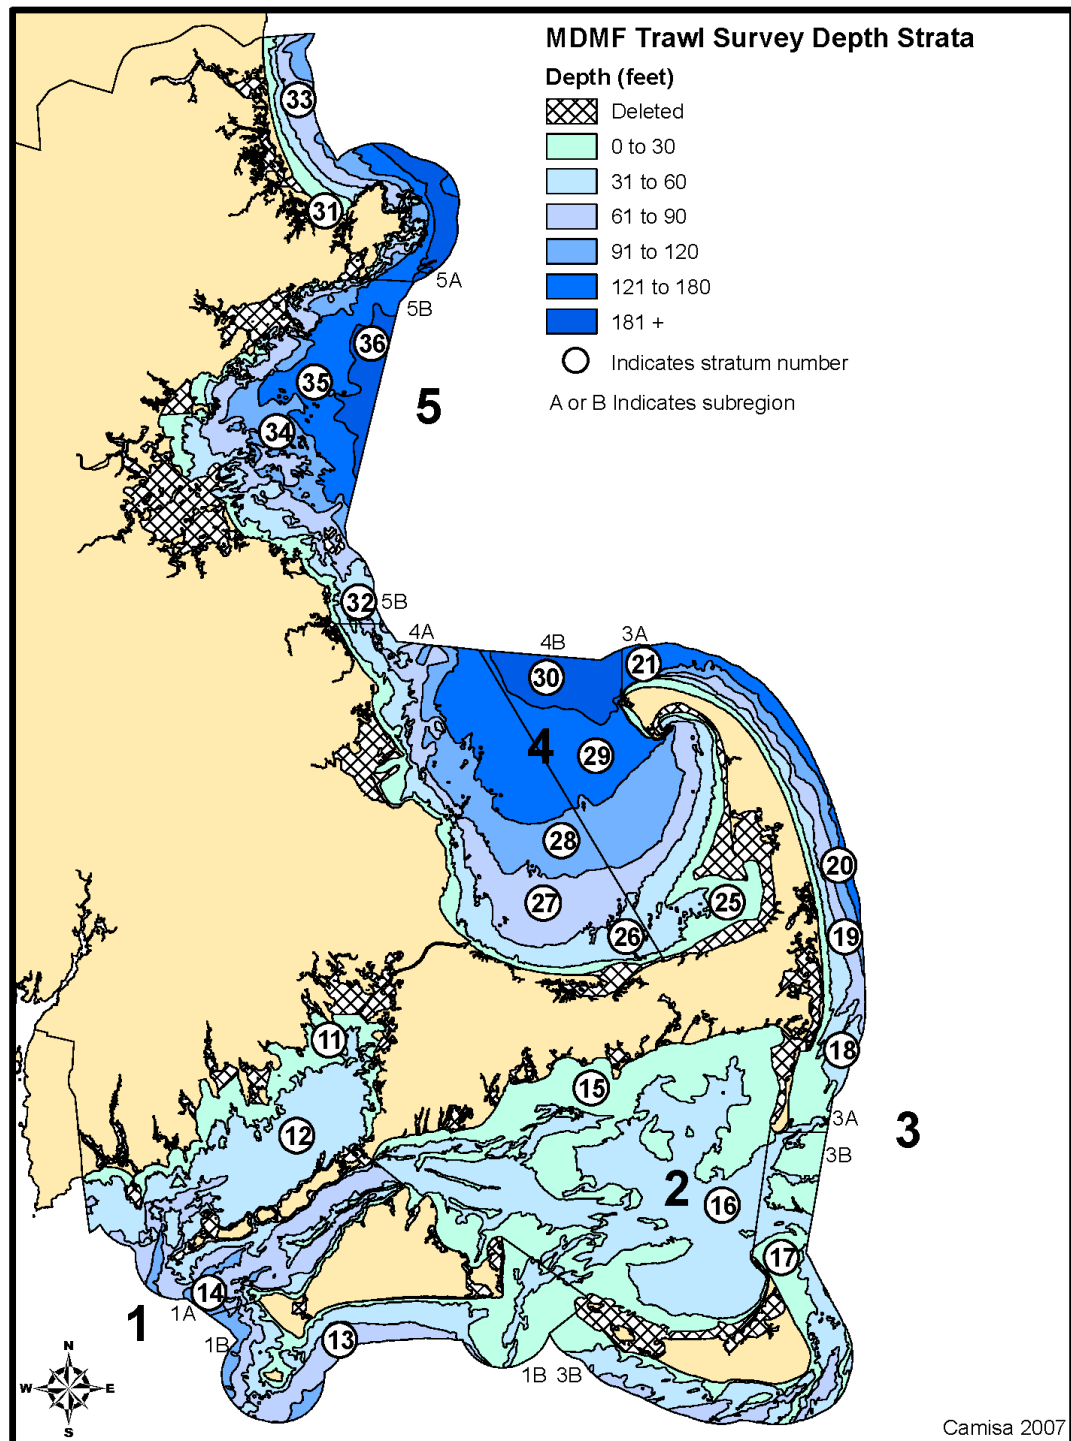 MDMF Trawl Survey Depth Strata
Depth (feet)
Deleted
0 to 30
31 to 60
61 to 90
91 to 120
121 to 180
181 +
Indicates stratum number
A or B Indicates subregion
33
31
5A
5B
36
35
5
34
32
5B
4A
4B
3A
21
30
4
29
28
20
27
25
26
19
11
18
15
12
3A
3
3B
2
16
17
14
1
1A
1B
13
1B
3B
N
W
E
S
Camisa 2007